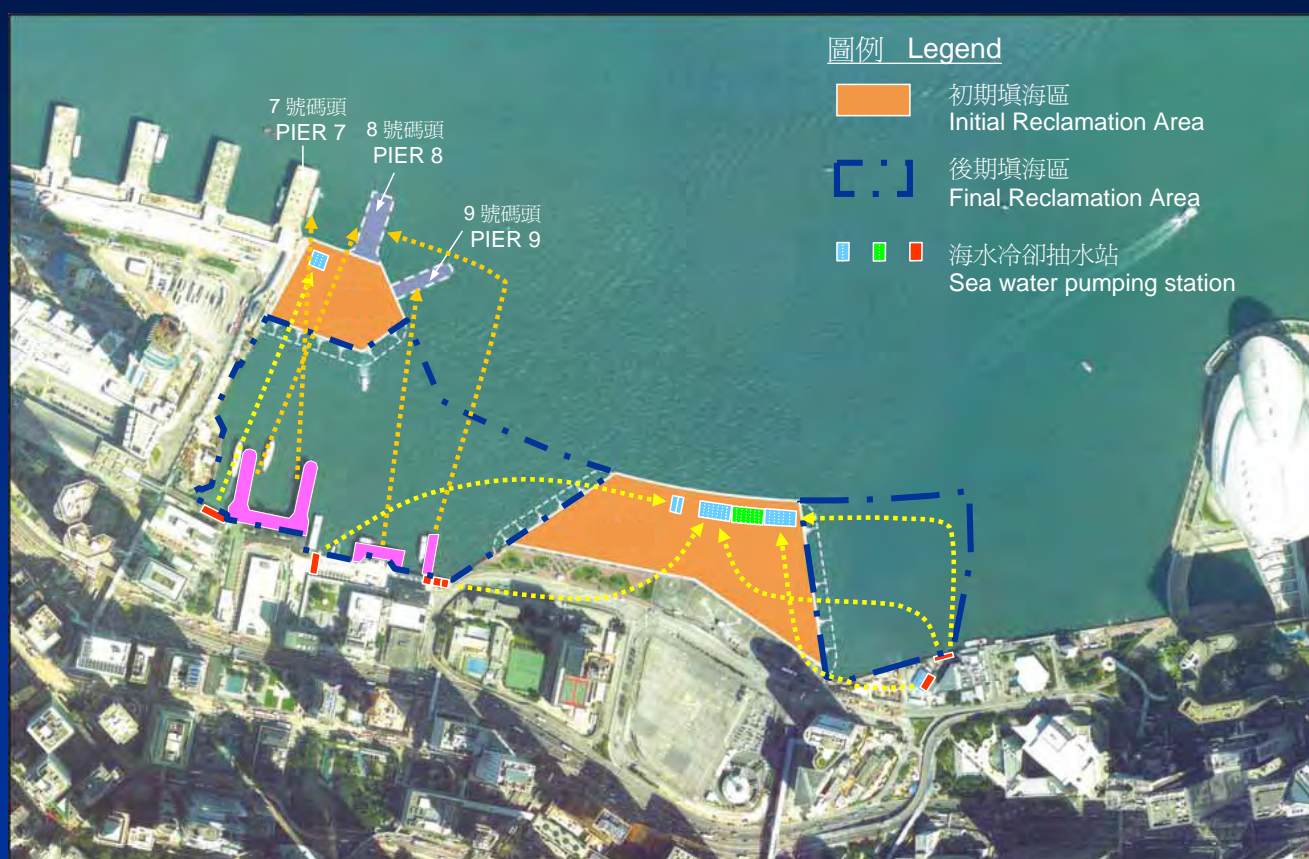 圖例 Legend
初期填海區
Initial Reclamation Area
後期填海區
Final Reclamation Area
海水冷卻抽水站
Sea water pumping station
7 號碼頭
PIER 7
8 號碼頭
PIER 8
9 號碼頭
PIER 9